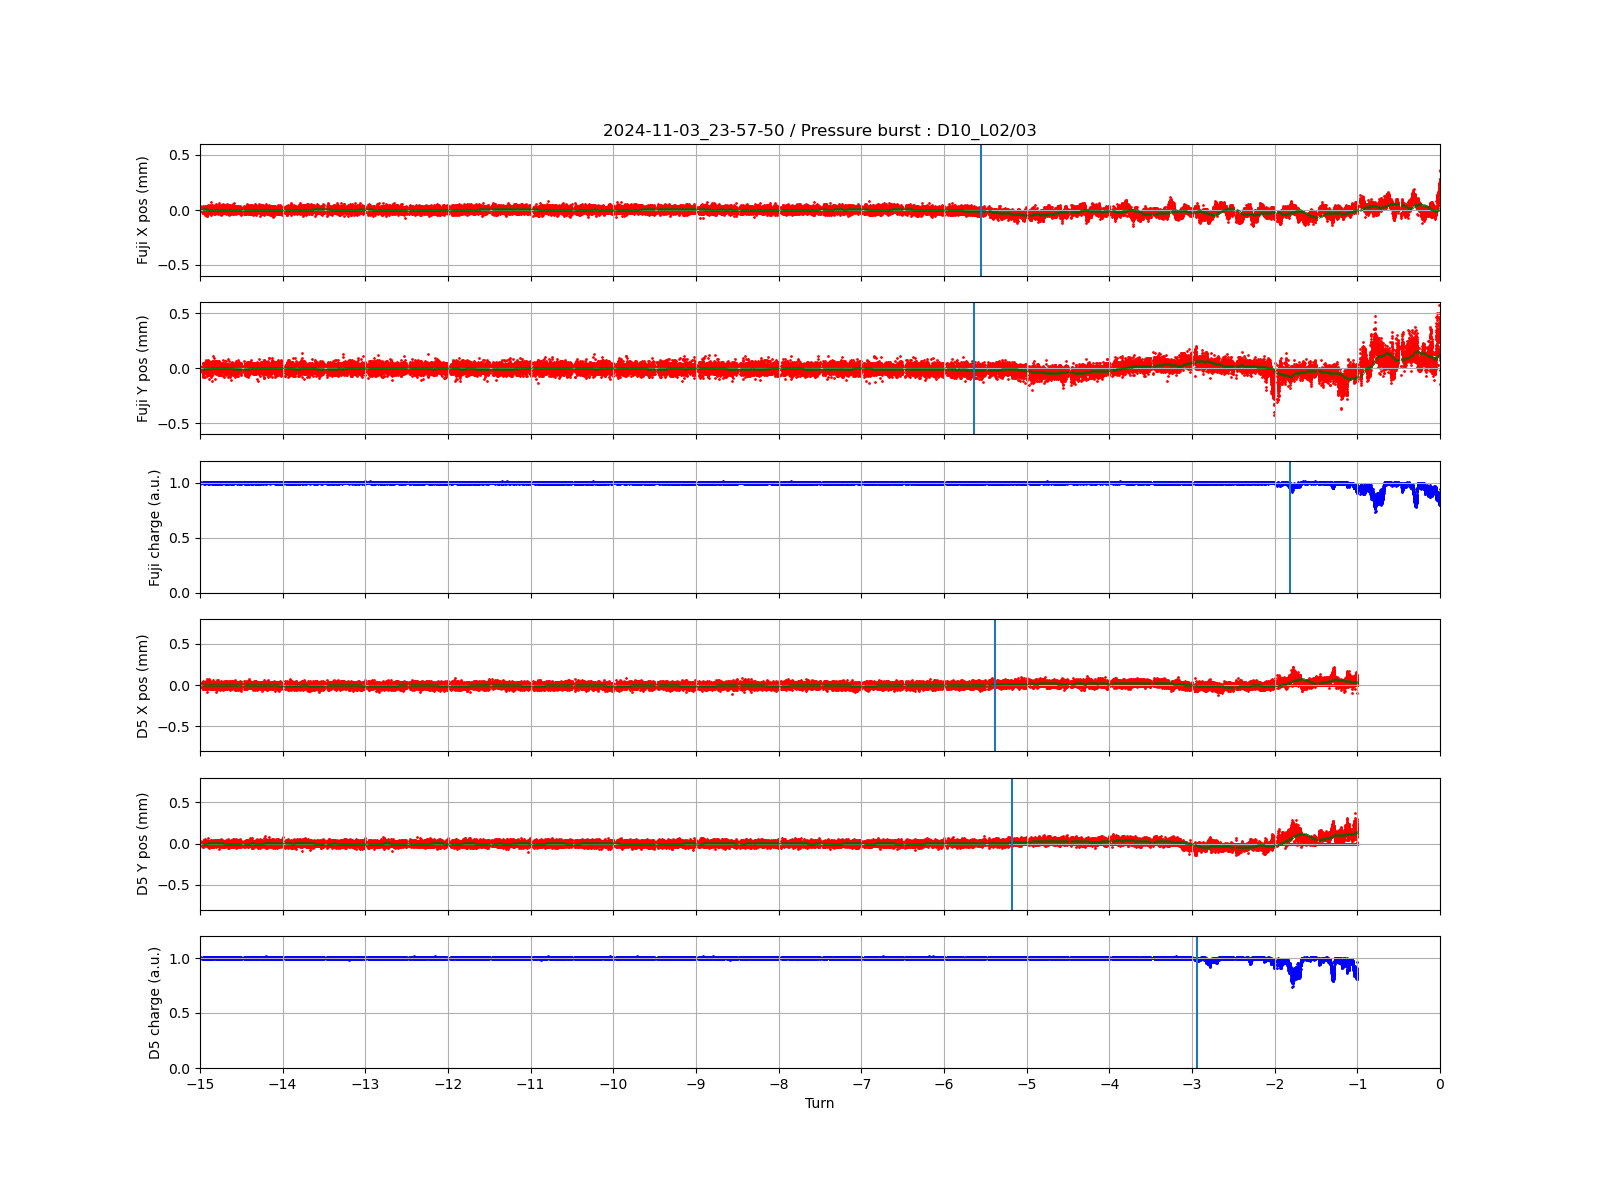 2024-11-03_23-57-50 / Pressure burst : D10_L02/03
Fuji X pos (mm)
0.5
0.0
−0.5
Fuji Y pos (mm)
0.5
0.0
−0.5
Fuji charge (a.u.)
1.0
0.5
0.0
D5 X pos (mm)
0.5
0.0
−0.5
D5 Y pos (mm)
0.5
0.0
−0.5
D5 charge (a.u.)
1.0
0.5
0.0
−15 −14 −13 −12 −11 −10 −9 −8 −7 −6 −5 −4 −3 −2 −1 0
Turn